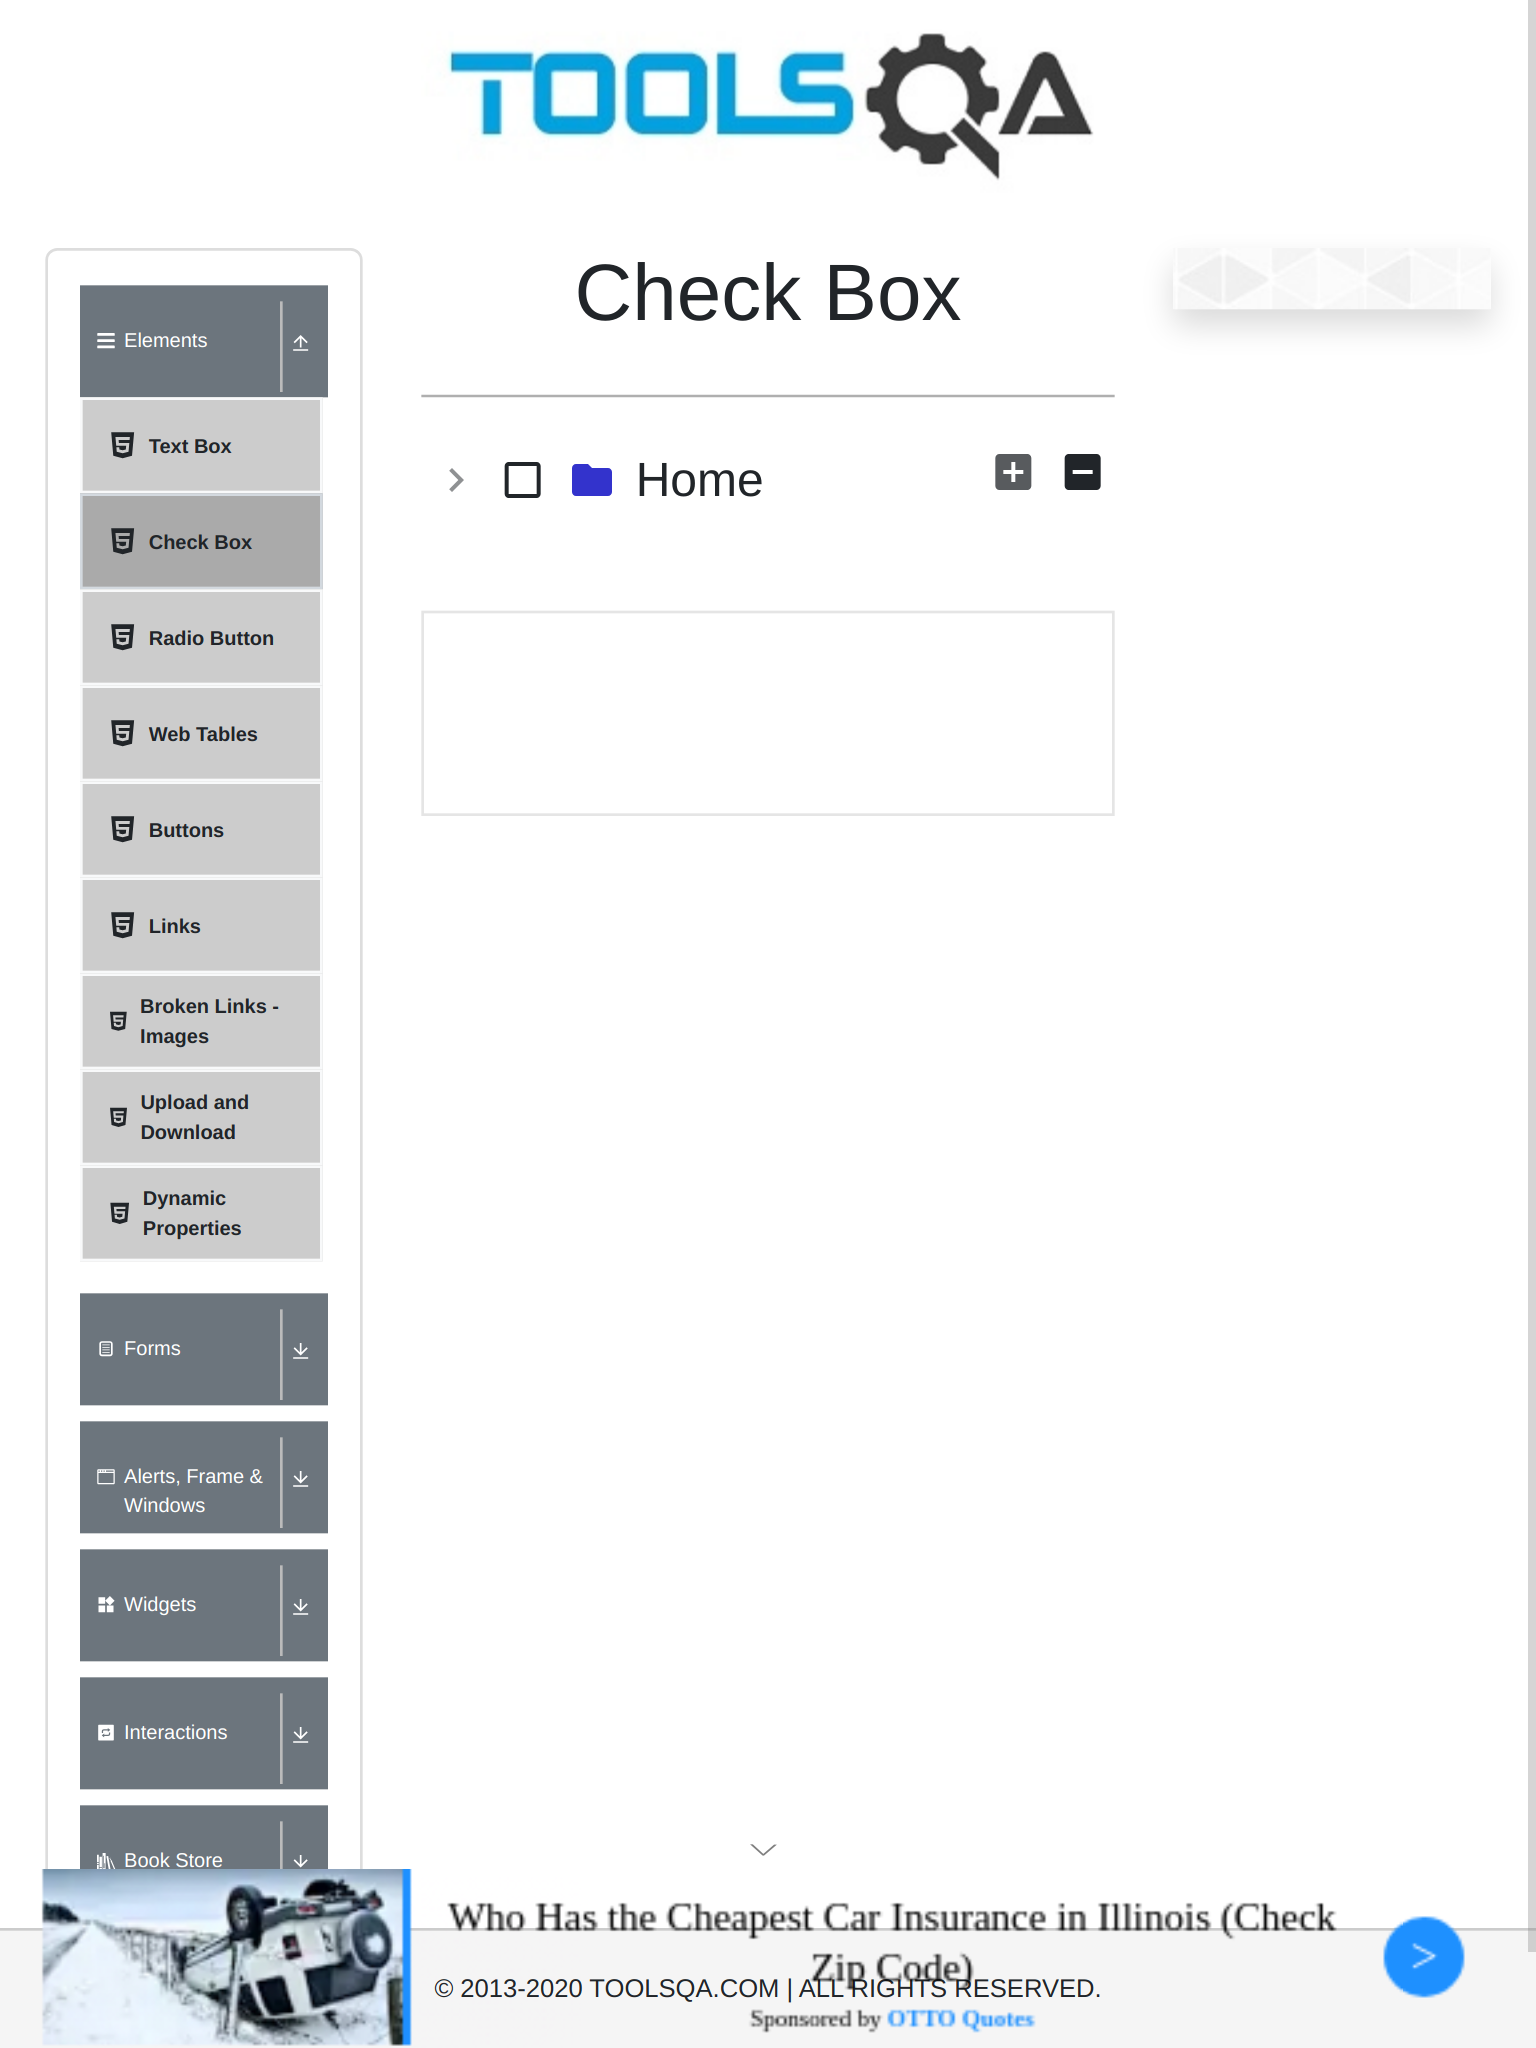 TOOLSQA
Check Box
Elements
Text Box
Check Box
Radio Button
Web Tables
Buttons
Links
Broken Links -
Images
Upload and
Download
Dynamic
Properties
Forms
Alerts, Frame &
Windows
Widgets
Interactions
Book Store
Home
Who Has the Cheapest Car Insurance in Illinois (Check
Zip Code)
© 2013-2020 TOOLSQA.COM | ALL RIGHTS RESERVED.
Sponsored by OTTO Quotes